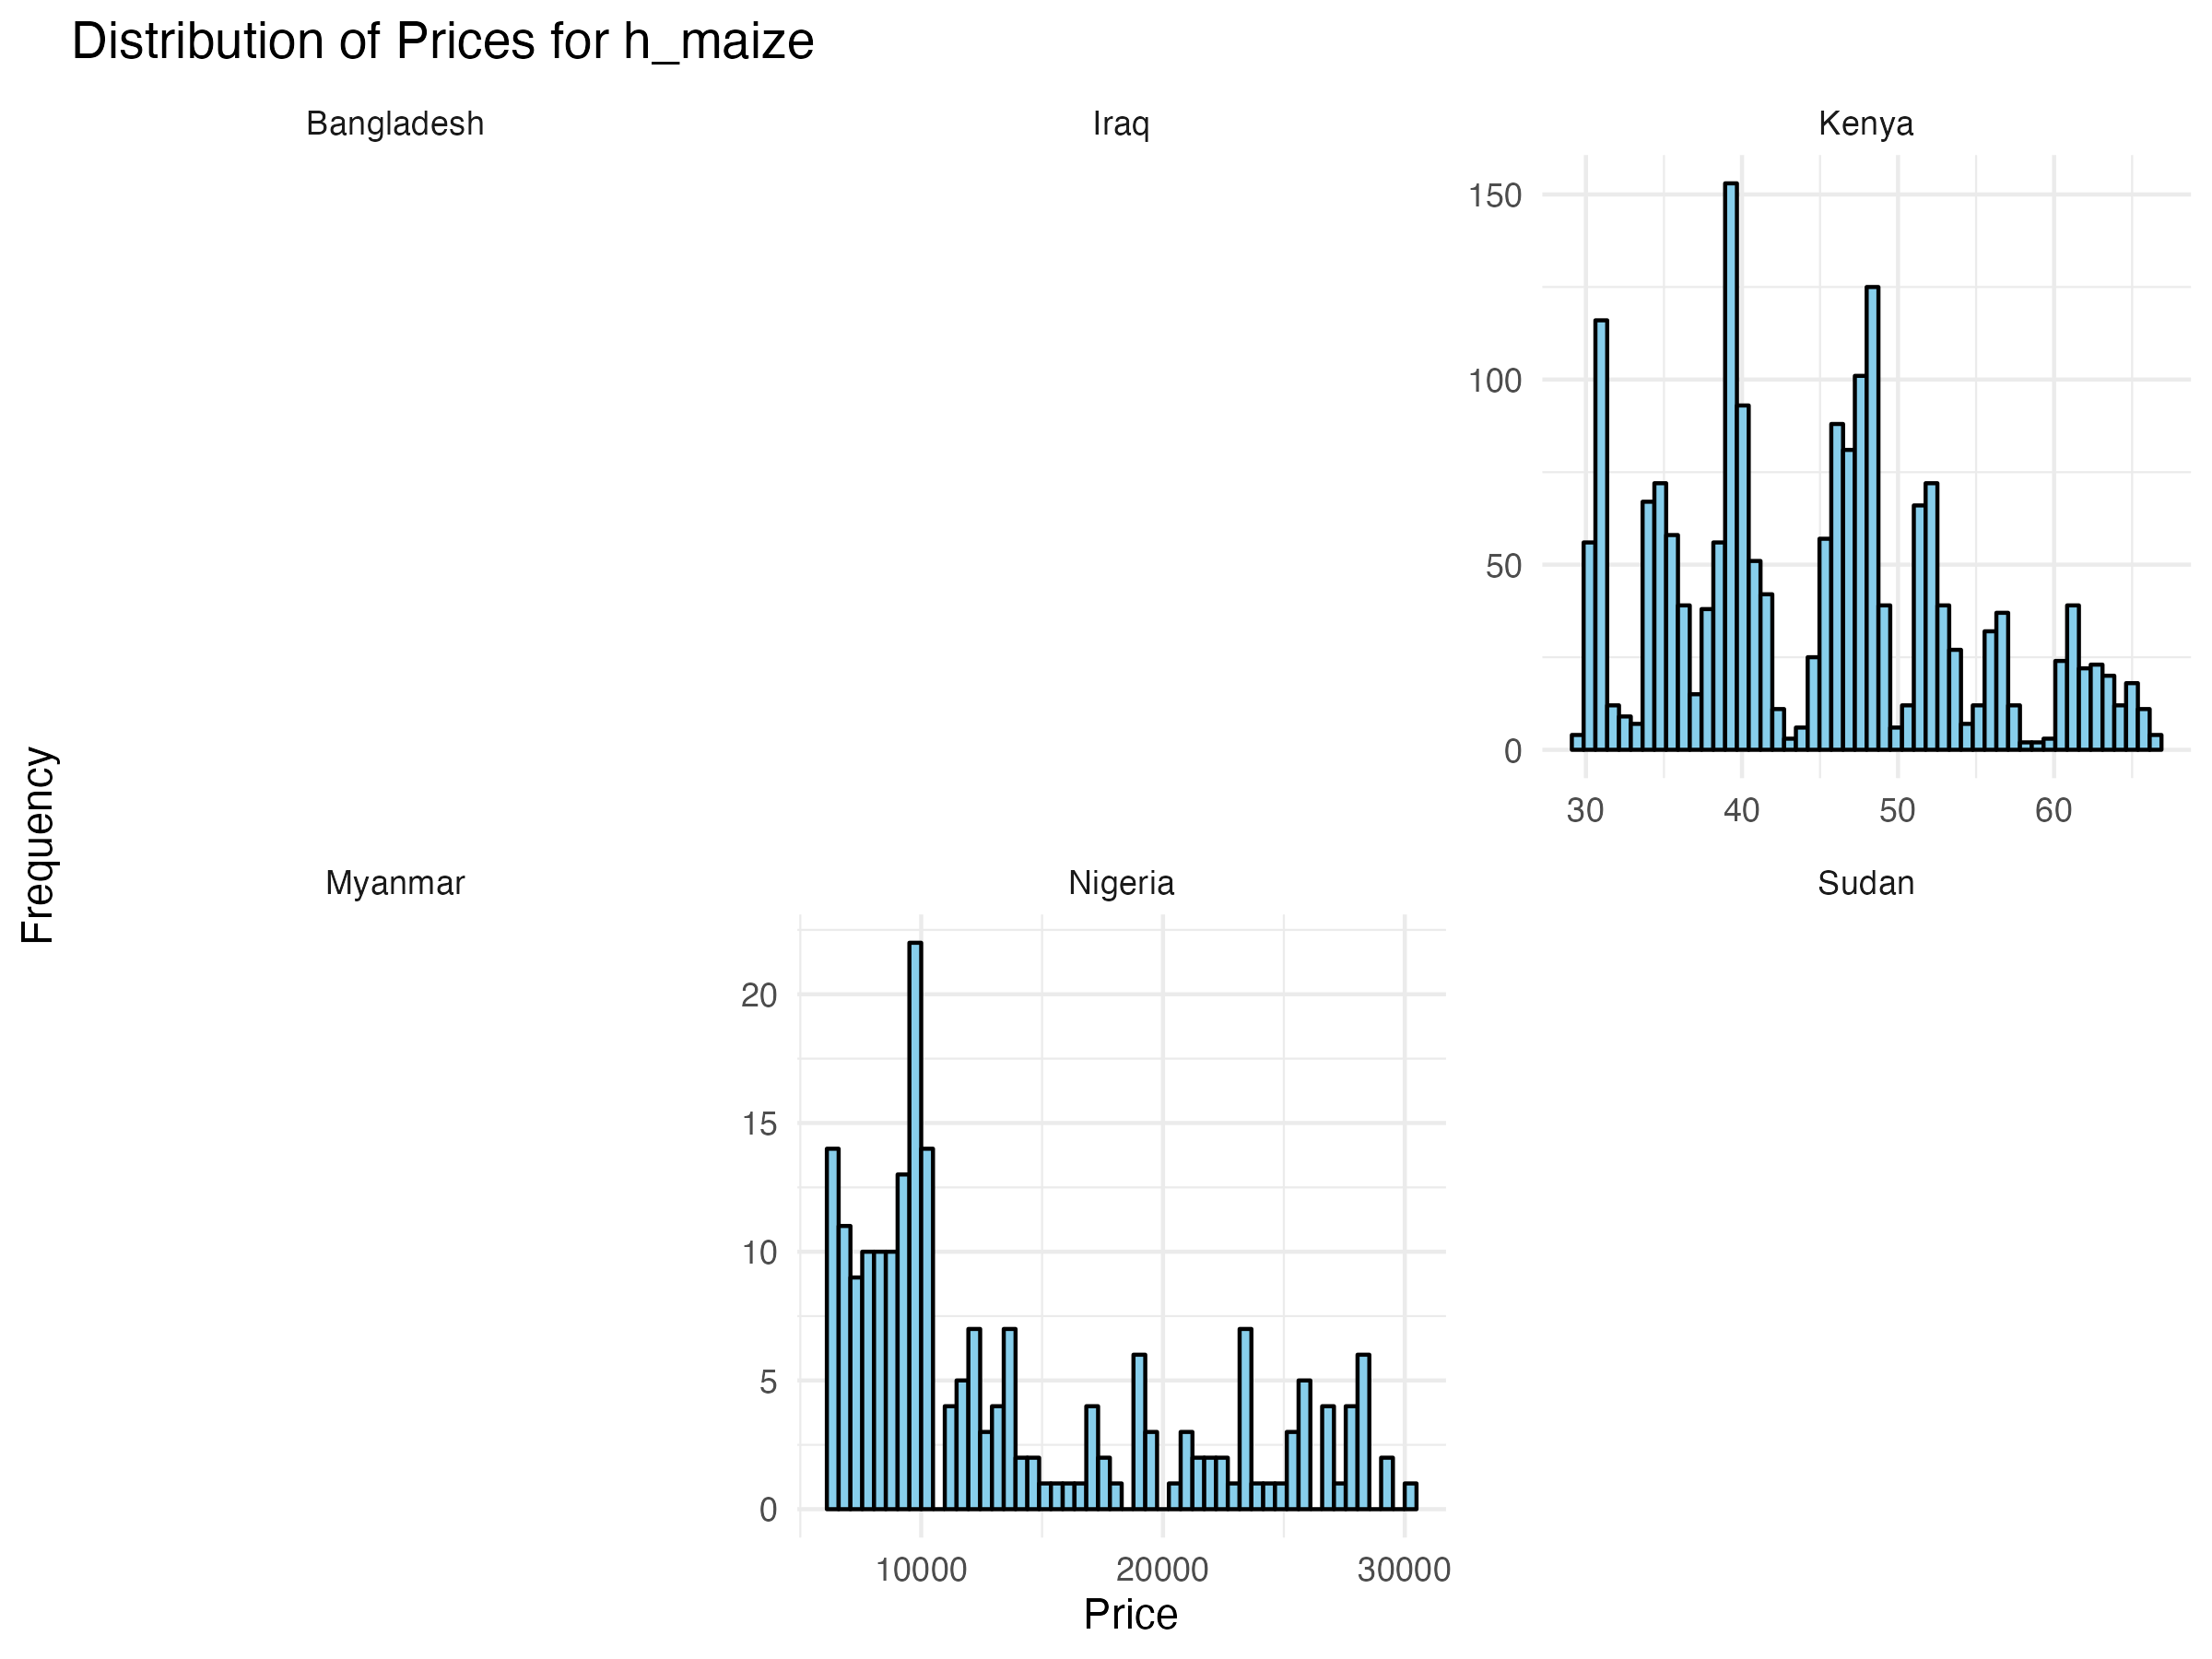 Distribution of Prices for h_maize
Bangladesh
Iraq
Kenya
150
100
50
0
30 40 50 60
Frequency
Myanmar
Nigeria
Sudan
20
15
10
5
0
10000 20000 30000
Price